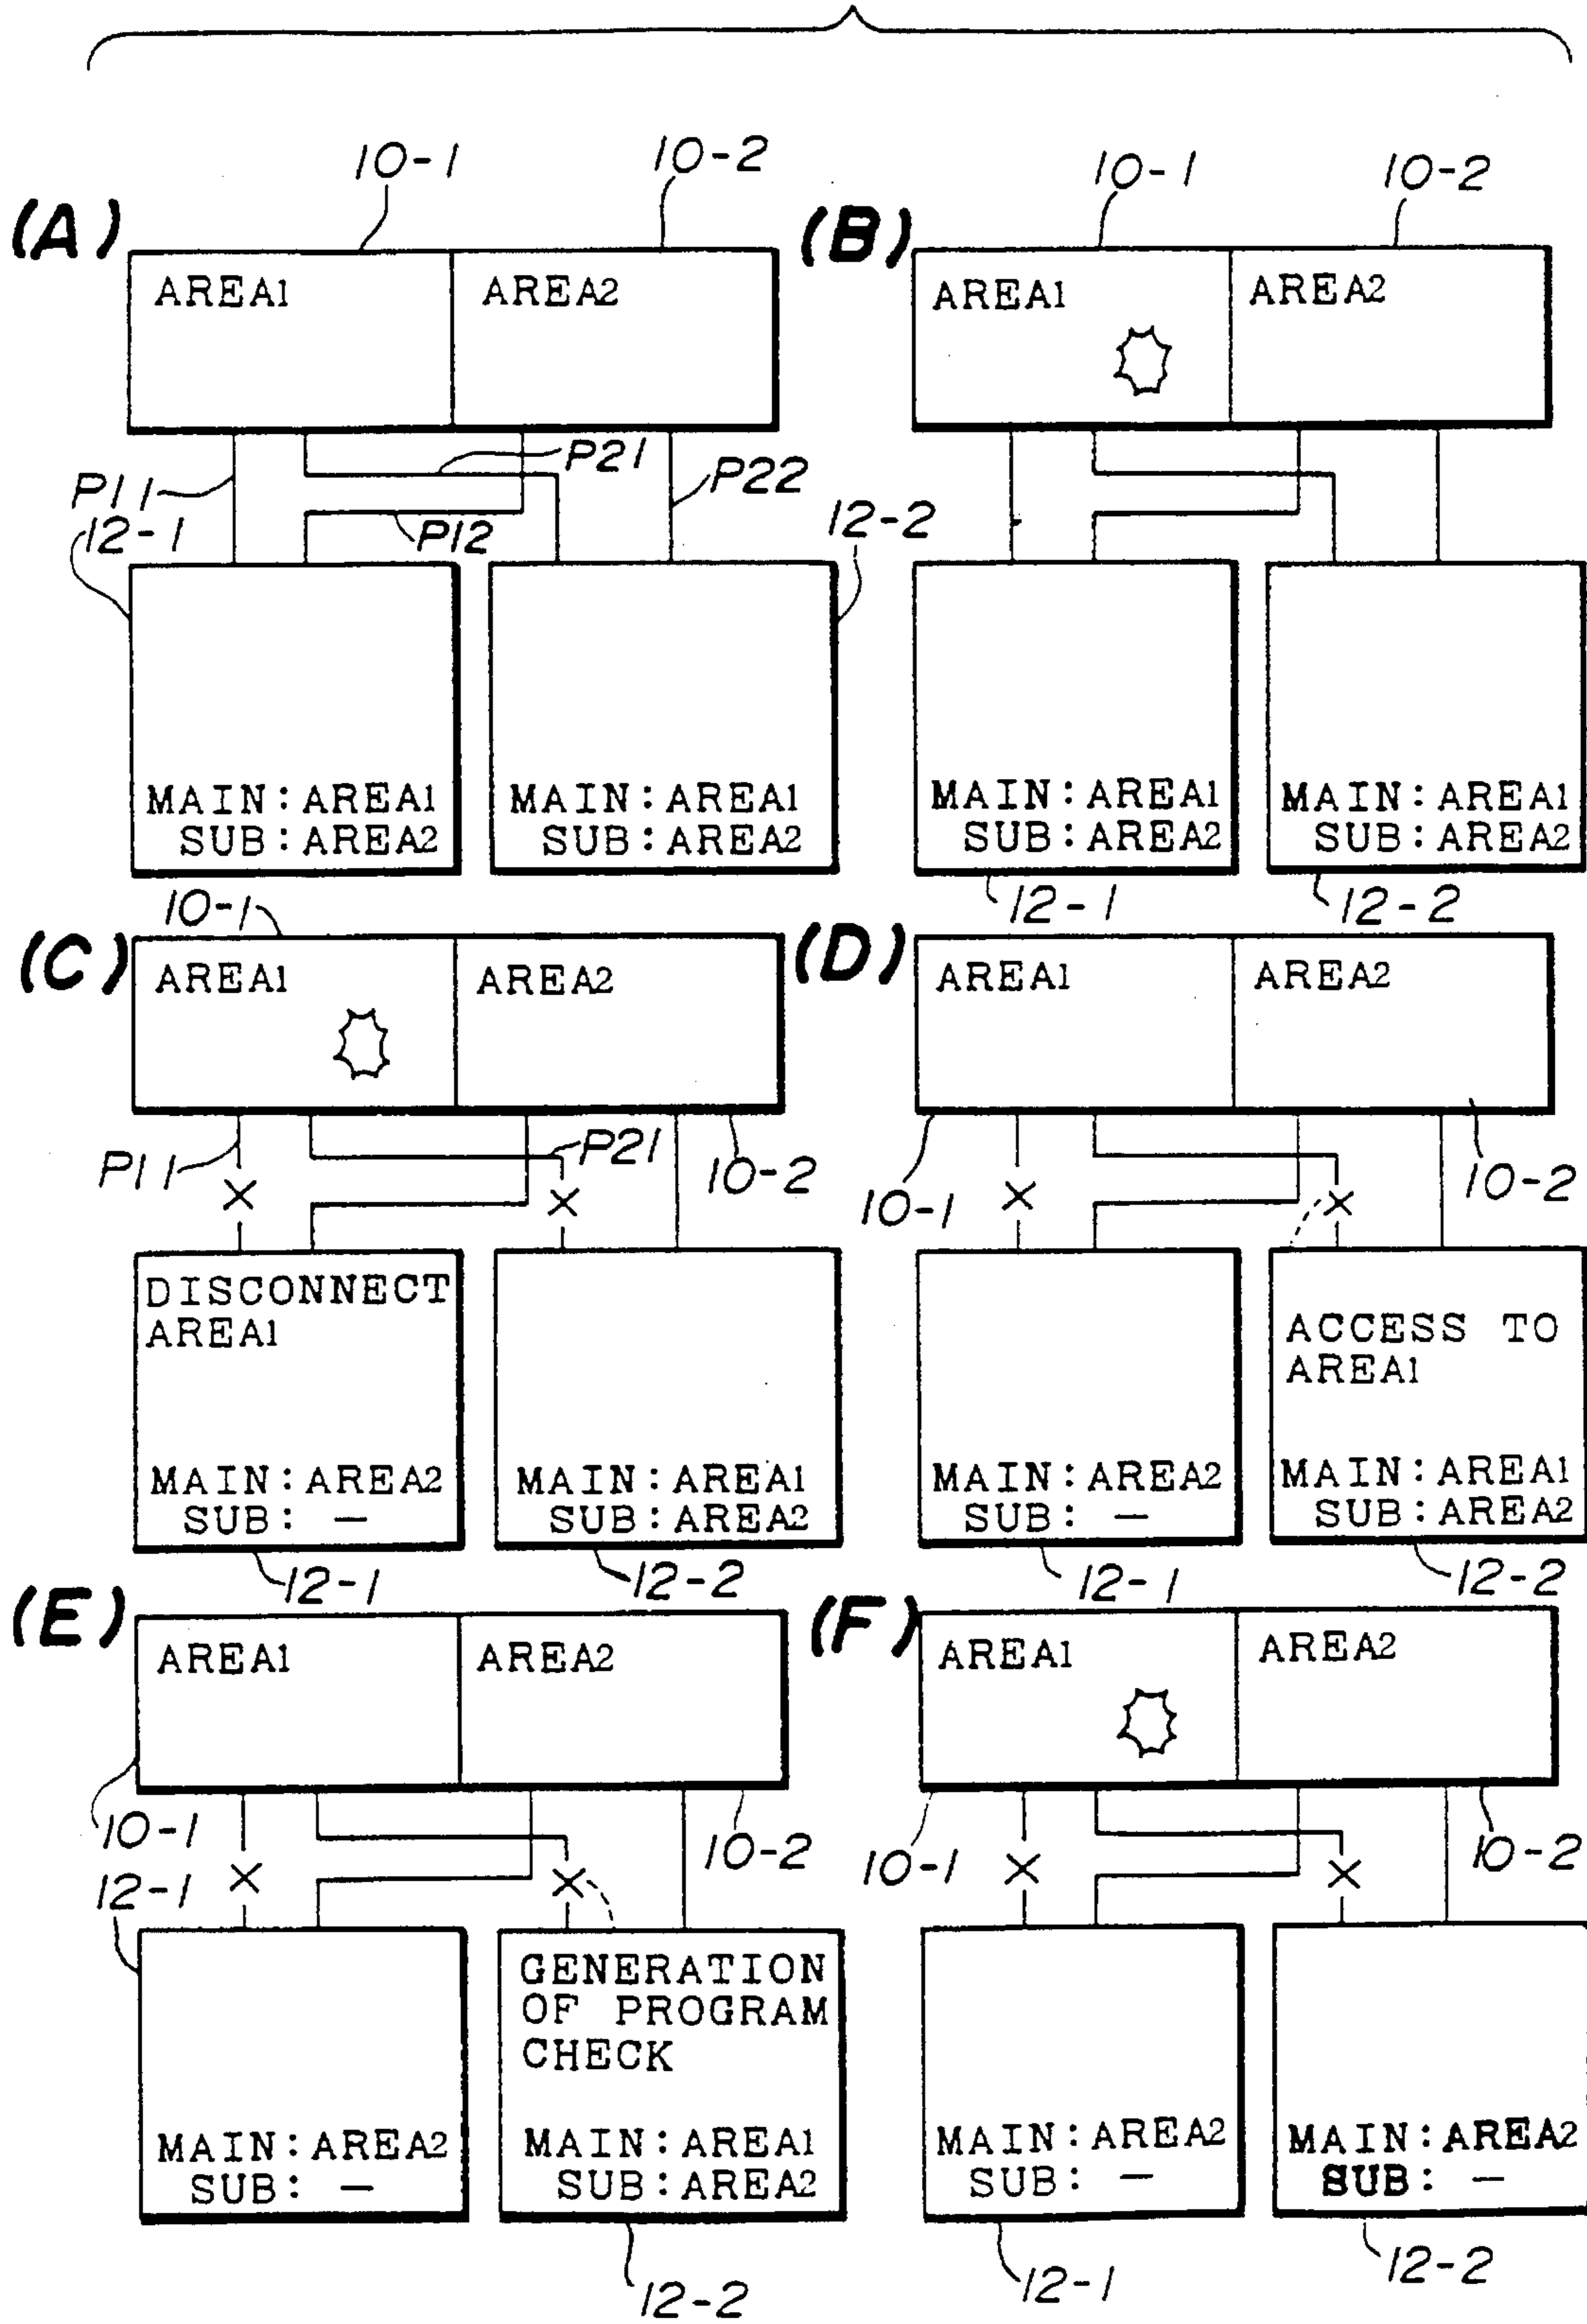 10-1 10-2 10-1 10-2
(A) (B)
AREA1 AREA2 AREA1 AREA2
P11 P21 P22
12-1 P12 12-2
MAIN:AREA1 MAIN:AREA1 MAIN:AREA1 MAIN:AREA1
SUB:AREA2 SUB:AREA2 SUB:AREA2 SUB:AREA2
10-1 12-1 12-2
(C) (D)
AREA1 AREA2 AREA1 AREA2
P11 P21 10-2 10-1 10-2
× × × ×
DISCONNECT
AREA1
ACCESS TO
AREA1
MAIN:AREA2 MAIN:AREA1 MAIN:AREA2 MAIN:AREA1
SUB: — SUB:AREA2 SUB: — SUB:AREA2
12-1 12-2 12-1 12-2
(E) (F)
AREA1 AREA2 AREA1 AREA2
10-1 10-2 10-1 10-2
12-1 × × × ×
GENERATION
OF PROGRAM
CHECK
MAIN:AREA2 MAIN:AREA1 MAIN:AREA2 MAIN:AREA2
SUB: — SUB:AREA2 SUB: — SUB: —
12-2 12-1 12-2